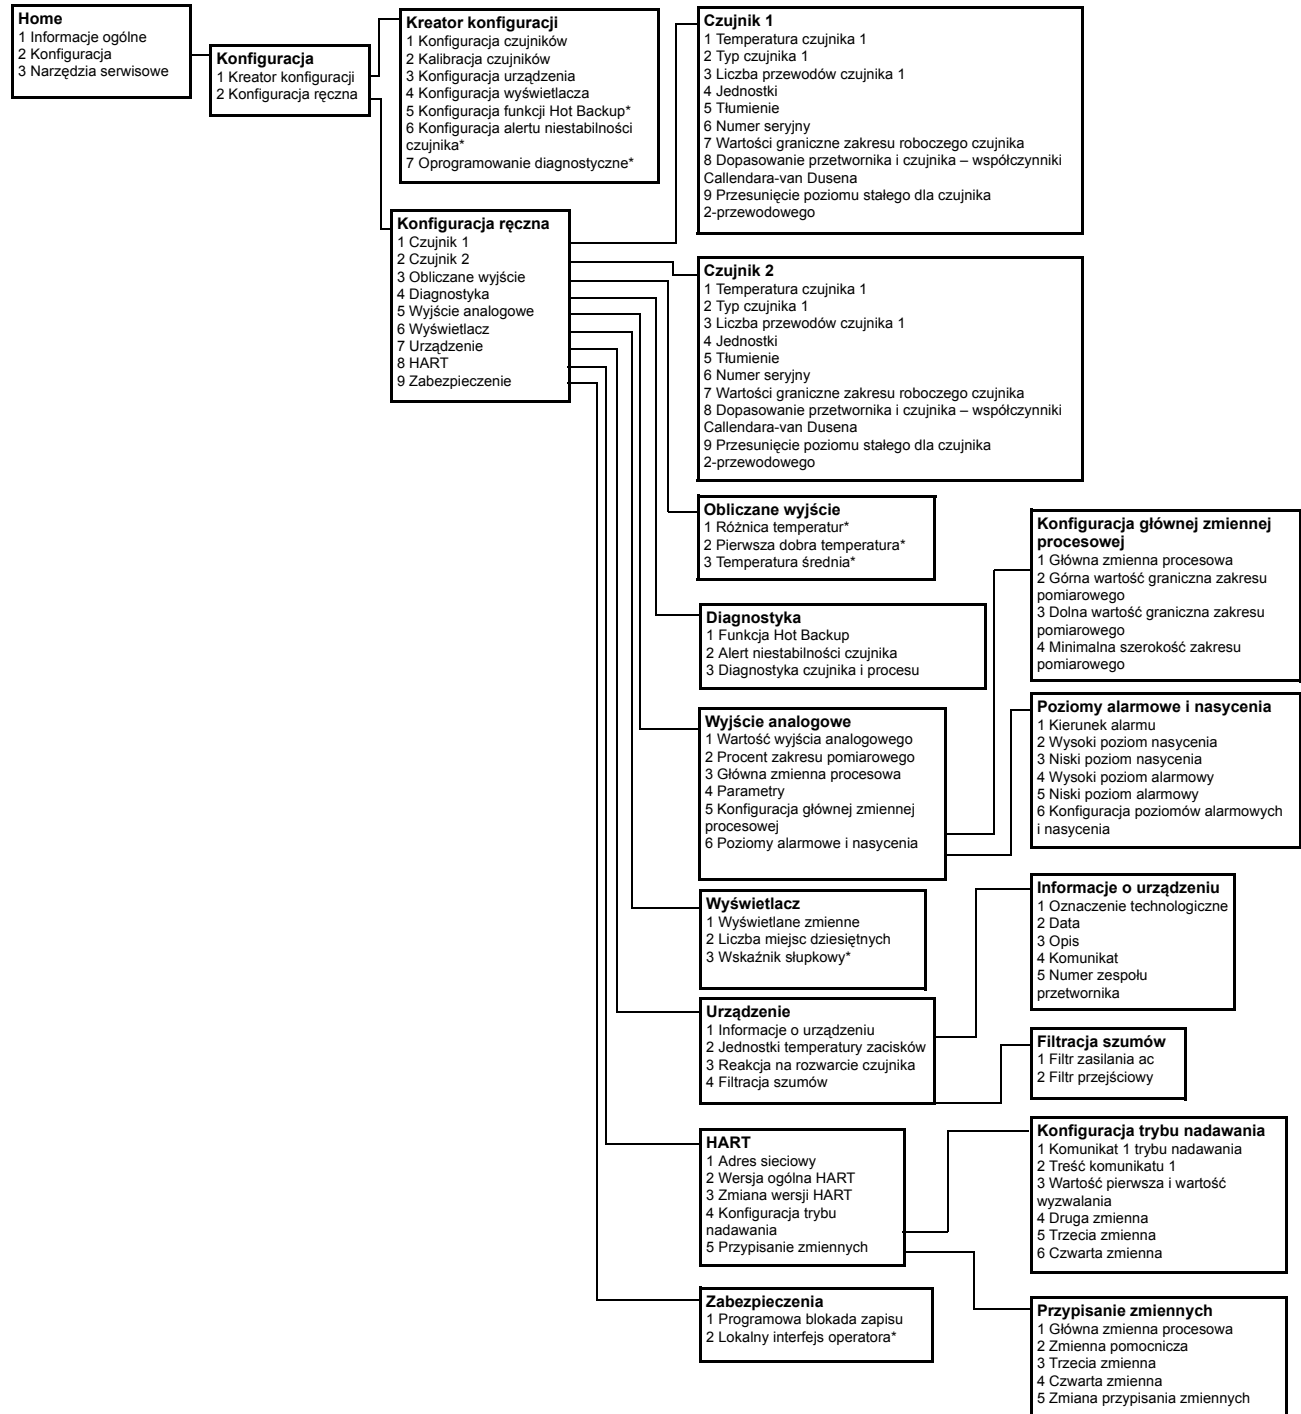 Home
1 Informacje ogólne
2 Konfiguracja
3 Narzędzia serwisowe
Konfiguracja
1 Kreator konfiguracji
2 Konfiguracja ręczna
Kreator konfiguracji
1 Konfiguracja czujników
2 Kalibracja czujników
3 Konfiguracja urządzenia
4 Konfiguracja wyświetlacza
5 Konfiguracja funkcji Hot Backup*
6 Konfiguracja alertu niestabilności
czujnika*
7 Oprogramowanie diagnostyczne*
Konfiguracja ręczna
1 Czujnik 1
2 Czujnik 2
3 Obliczane wyjście
4 Diagnostyka
5 Wyjście analogowe
6 Wyświetlacz
7 Urządzenie
8 HART
9 Zabezpieczenie
Czujnik 1
1 Temperatura czujnika 1
2 Typ czujnika 1
3 Liczba przewodów czujnika 1
4 Jednostki
5 Tłumienie
6 Numer seryjny
7 Wartości graniczne zakresu roboczego czujnika
8 Dopasowanie przetwornika i czujnika – współczynniki
Callendara-van Dusena
9 Przesunięcie poziomu stałego dla czujnika
2-przewodowego
Czujnik 2
1 Temperatura czujnika 1
2 Typ czujnika 1
3 Liczba przewodów czujnika 1
4 Jednostki
5 Tłumienie
6 Numer seryjny
7 Wartości graniczne zakresu roboczego czujnika
8 Dopasowanie przetwornika i czujnika – współczynniki
Callendara-van Dusena
9 Przesunięcie poziomu stałego dla czujnika
2-przewodowego
Obliczane wyjście
1 Różnica temperatur*
2 Pierwsza dobra temperatura*
3 Temperatura średnia*
Diagnostyka
1 Funkcja Hot Backup
2 Alert niestabilności czujnika
3 Diagnostyka czujnika i procesu
Wyjście analogowe
1 Wartość wyjścia analogowego
2 Procent zakresu pomiarowego
3 Główna zmienna procesowa
4 Parametry
5 Konfiguracja głównej zmiennej
procesowej
6 Poziomy alarmowe i nasycenia
Wyświetlacz
1 Wyświetlane zmienne
2 Liczba miejsc dziesiętnych
3 Wskaźnik słupkowy*
Urządzenie
1 Informacje o urządzeniu
2 Jednostki temperatury zacisków
3 Reakcja na rozwarcie czujnika
4 Filtracja szumów
HART
1 Adres sieciowy
2 Wersja ogólna HART
3 Zmiana wersji HART
4 Konfiguracja trybu
nadawania
5 Przypisanie zmiennych
Zabezpieczenia
1 Programowa blokada zapisu
2 Lokalny interfejs operatora*
Konfiguracja głównej zmiennej
procesowej
1 Główna zmienna procesowa
2 Górna wartość graniczna zakresu
pomiarowego
3 Dolna wartość graniczna zakresu
pomiarowego
4 Minimalna szerokość zakresu
pomiarowego
Poziomy alarmowe i nasycenia
1 Kierunek alarmu
2 Wysoki poziom nasycenia
3 Niski poziom nasycenia
4 Wysoki poziom alarmowy
5 Niski poziom alarmowy
6 Konfiguracja poziomów alarmowych
i nasycenia
Informacje o urządzeniu
1 Oznaczenie technologiczne
2 Data
3 Opis
4 Komunikat
5 Numer zespołu
przetwornika
Filtracja szumów
1 Filtr zasilania ac
2 Filtr przejściowy
Konfiguracja trybu nadawania
1 Komunikat 1 trybu nadawania
2 Treść komunikatu 1
3 Wartość pierwsza i wartość
wyzwalania
4 Druga zmienna
5 Trzecia zmienna
6 Czwarta zmienna
Przypisanie zmiennych
1 Główna zmienna procesowa
2 Zmienna pomocnicza
3 Trzecia zmienna
4 Czwarta zmienna
5 Zmiana przypisania zmiennych